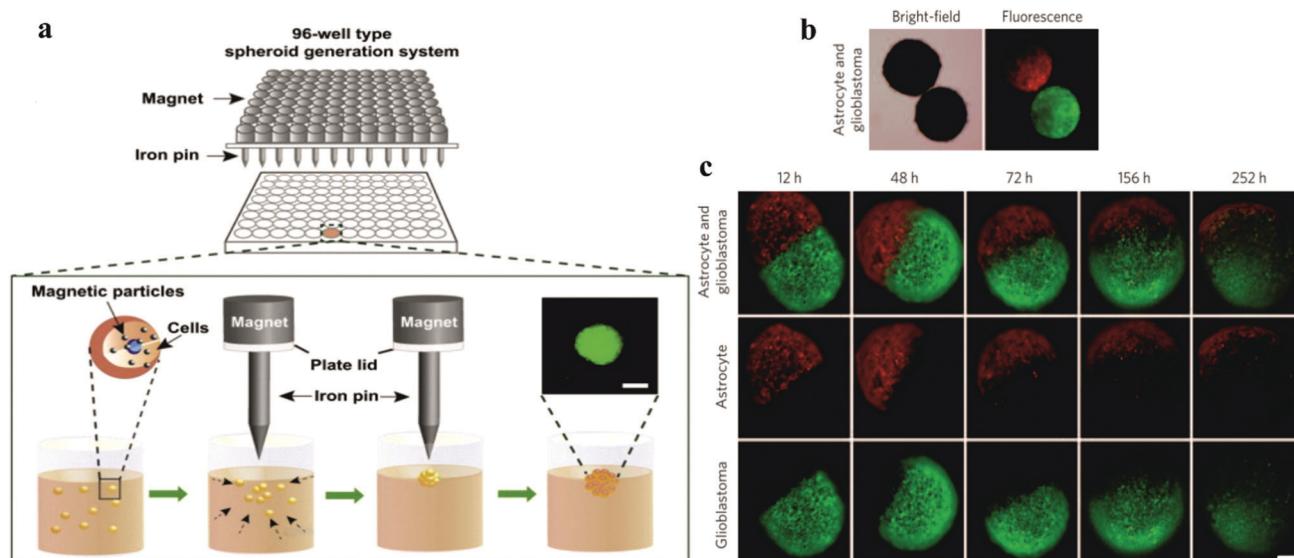 a
96-well type
spheroid generation system
Magnet
Iron pin
Magnetic particles
Cells
Magnet
Magnet
Plate lid
Iron pin
b
Bright-field
Fluorescence
Astrocyte and
glioblastoma
c
12 h
48 h
72 h
156 h
252 h
Astrocyte and
glioblastoma
Astrocyte
Glioblastoma